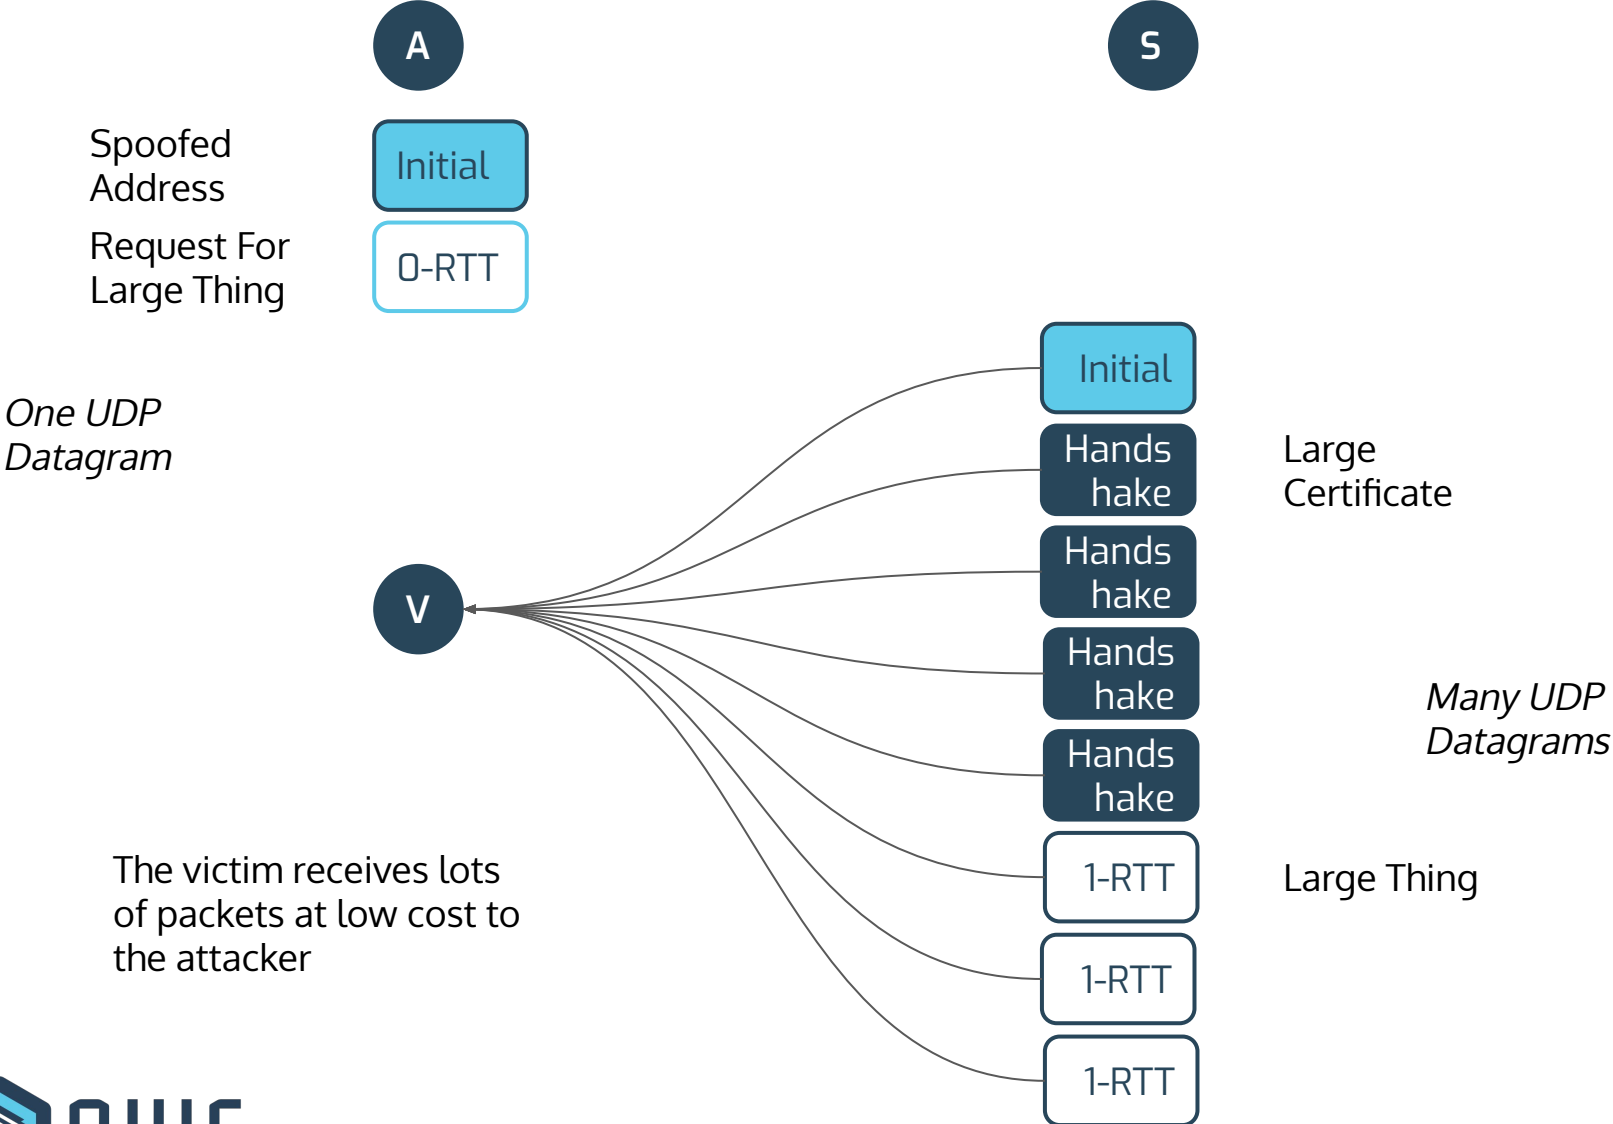 A
S
Spoofed
Address
Initial
Request For
Large Thing
0-RTT
Initial
One UDP
Datagram
Hands
hake
Large
Certificate
Hands
hake
V
Hands
hake
Many UDP
Datagrams
Hands
hake
The victim receives lots
of packets at low cost to
the attacker
1-RTT
Large Thing
1-RTT
1-RTT